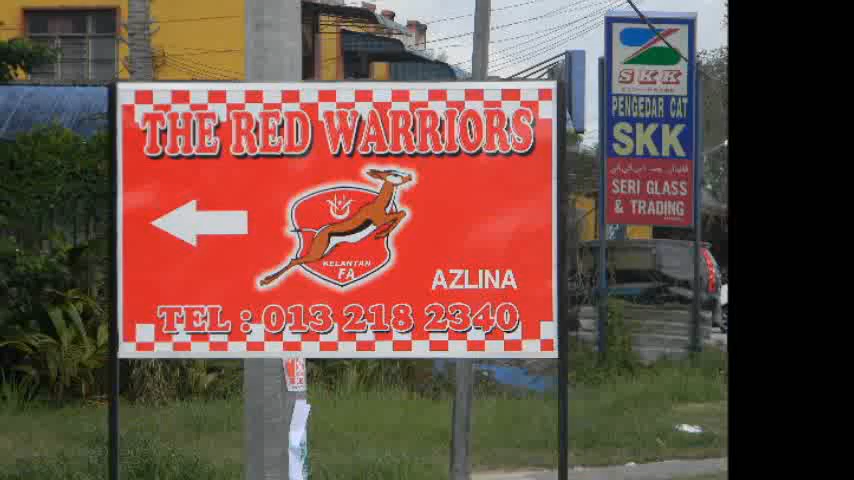 THE RED WARRIORS
KELANTAN
FA
AZLINA
TEL : 013 218 2340
SKK
PENGEDAR CAT
SKK
SERI GLASS
& TRADING